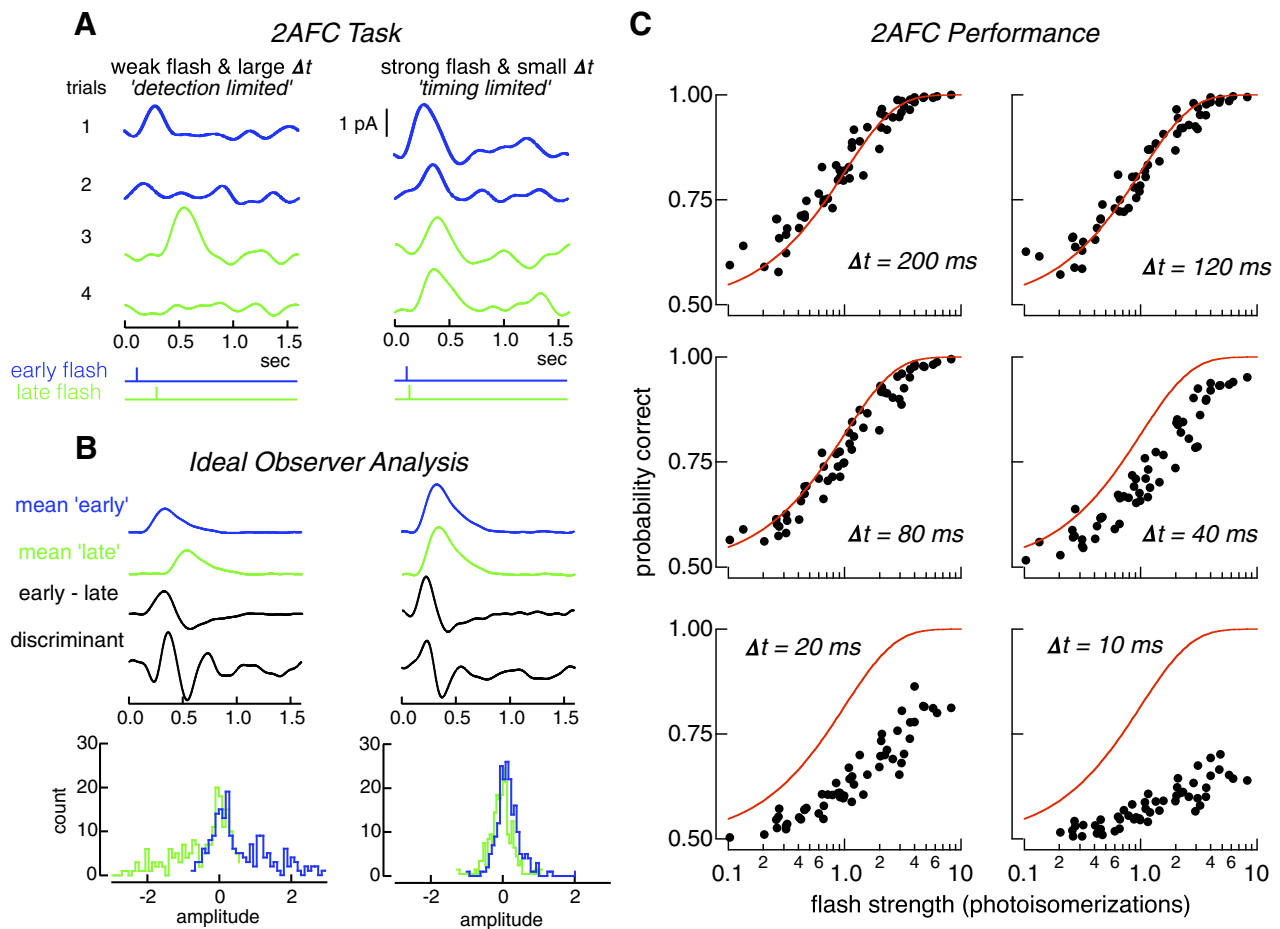 A
2AFC Task
weak flash & large Δt
'detection limited'
strong flash & small Δt
'timing limited'
trials
1
2
3
4
1 pA
0.0 0.5 1.0 1.5
sec
0.0 0.5 1.0 1.5
sec
early flash
late flash
B
Ideal Observer Analysis
mean 'early'
mean 'late'
early - late
discriminant
0.0 0.5 1.0 1.5
0.0 0.5 1.0 1.5
30
20
10
0
count
-2 0 2
amplitude
30
20
10
0
-2 0 2
amplitude
C
2AFC Performance
1.00
0.75
0.50
Δt = 200 ms
Δt = 120 ms
1.00
0.75
0.50
Δt = 80 ms
Δt = 40 ms
probability correct
1.00
0.75
0.50
Δt = 20 ms
Δt = 10 ms
0.1 2 4 6 1.0 2 4 6 10
0.1 2 4 6 1.0 2 4 6 10
flash strength (photoisomerizations)